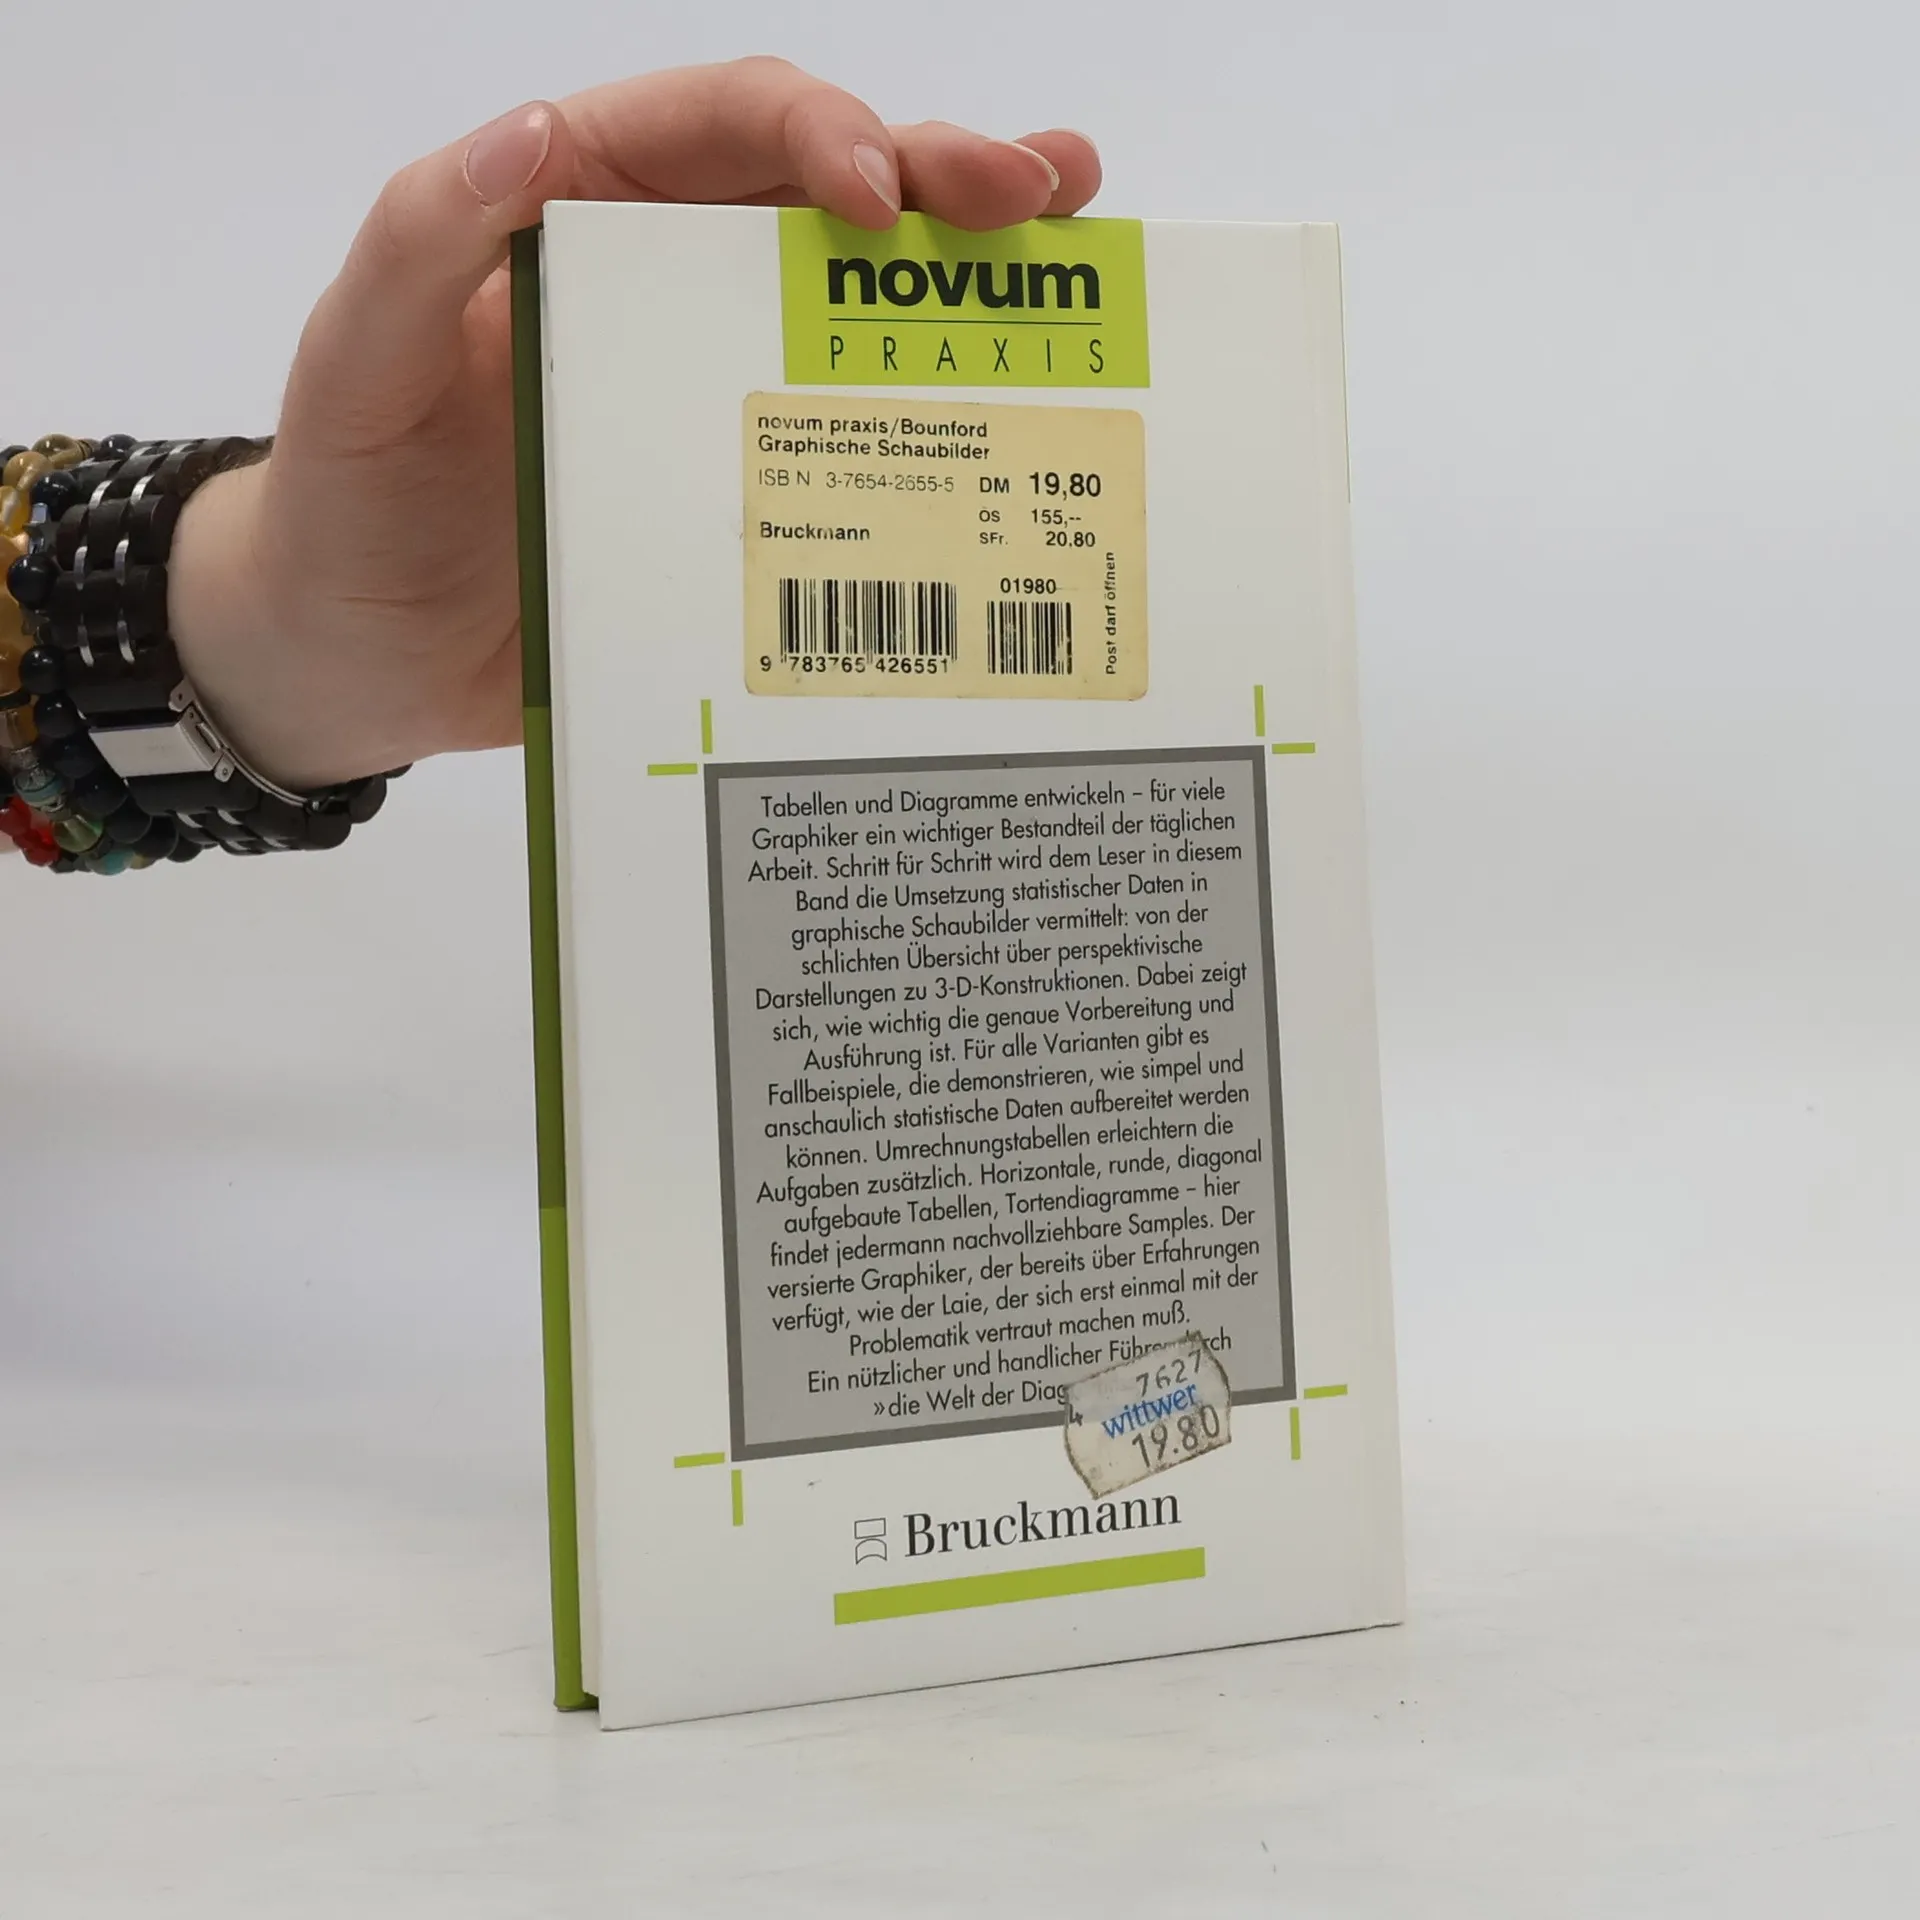 novum
PRAXIS
novum praxis/Bounford
Graphische Schaubilder
ISBN 3-7654-2655-5 DM 19,80
ÖS 155,--
Bruckmann SFr. 20.80
Post darf öffnen
01980
9 783765 426551
Tabellen und Diagramme entwickeln – für viele
Graphiker ein wichtiger Bestandteil der täglichen
Arbeit. Schritt für Schritt wird dem Leser in diesem
Band die Umsetzung statistischer Daten in
graphische Schaubilder vermittelt: von der
schlichten Übersicht über perspektivische
Darstellungen zu 3-D-Konstruktionen. Dabei zeigt
sich, wie wichtig die genaue Vorbereitung und
Ausführung ist. Für alle Varianten gibt es
Fallbeispiele, die demonstrieren, wie simpel und
anschaulich statistische Daten aufbereitet werden
können. Umrechnungstabellen erleichtern die
Aufgaben zusätzlich. Horizontale, runde, diagonal
aufgebaute Tabellen, Tortendiagramme – hier
findet jedermann nachvollziehbare Samples. Der
versierte Graphiker, der bereits über Erfahrungen
verfügt, wie der Laie, der sich erst einmal mit der
Problematik vertraut machen muß.
Ein nützlicher und handlicher
»die Welt der
7627
4 wittwer
19.80
Bruckmann